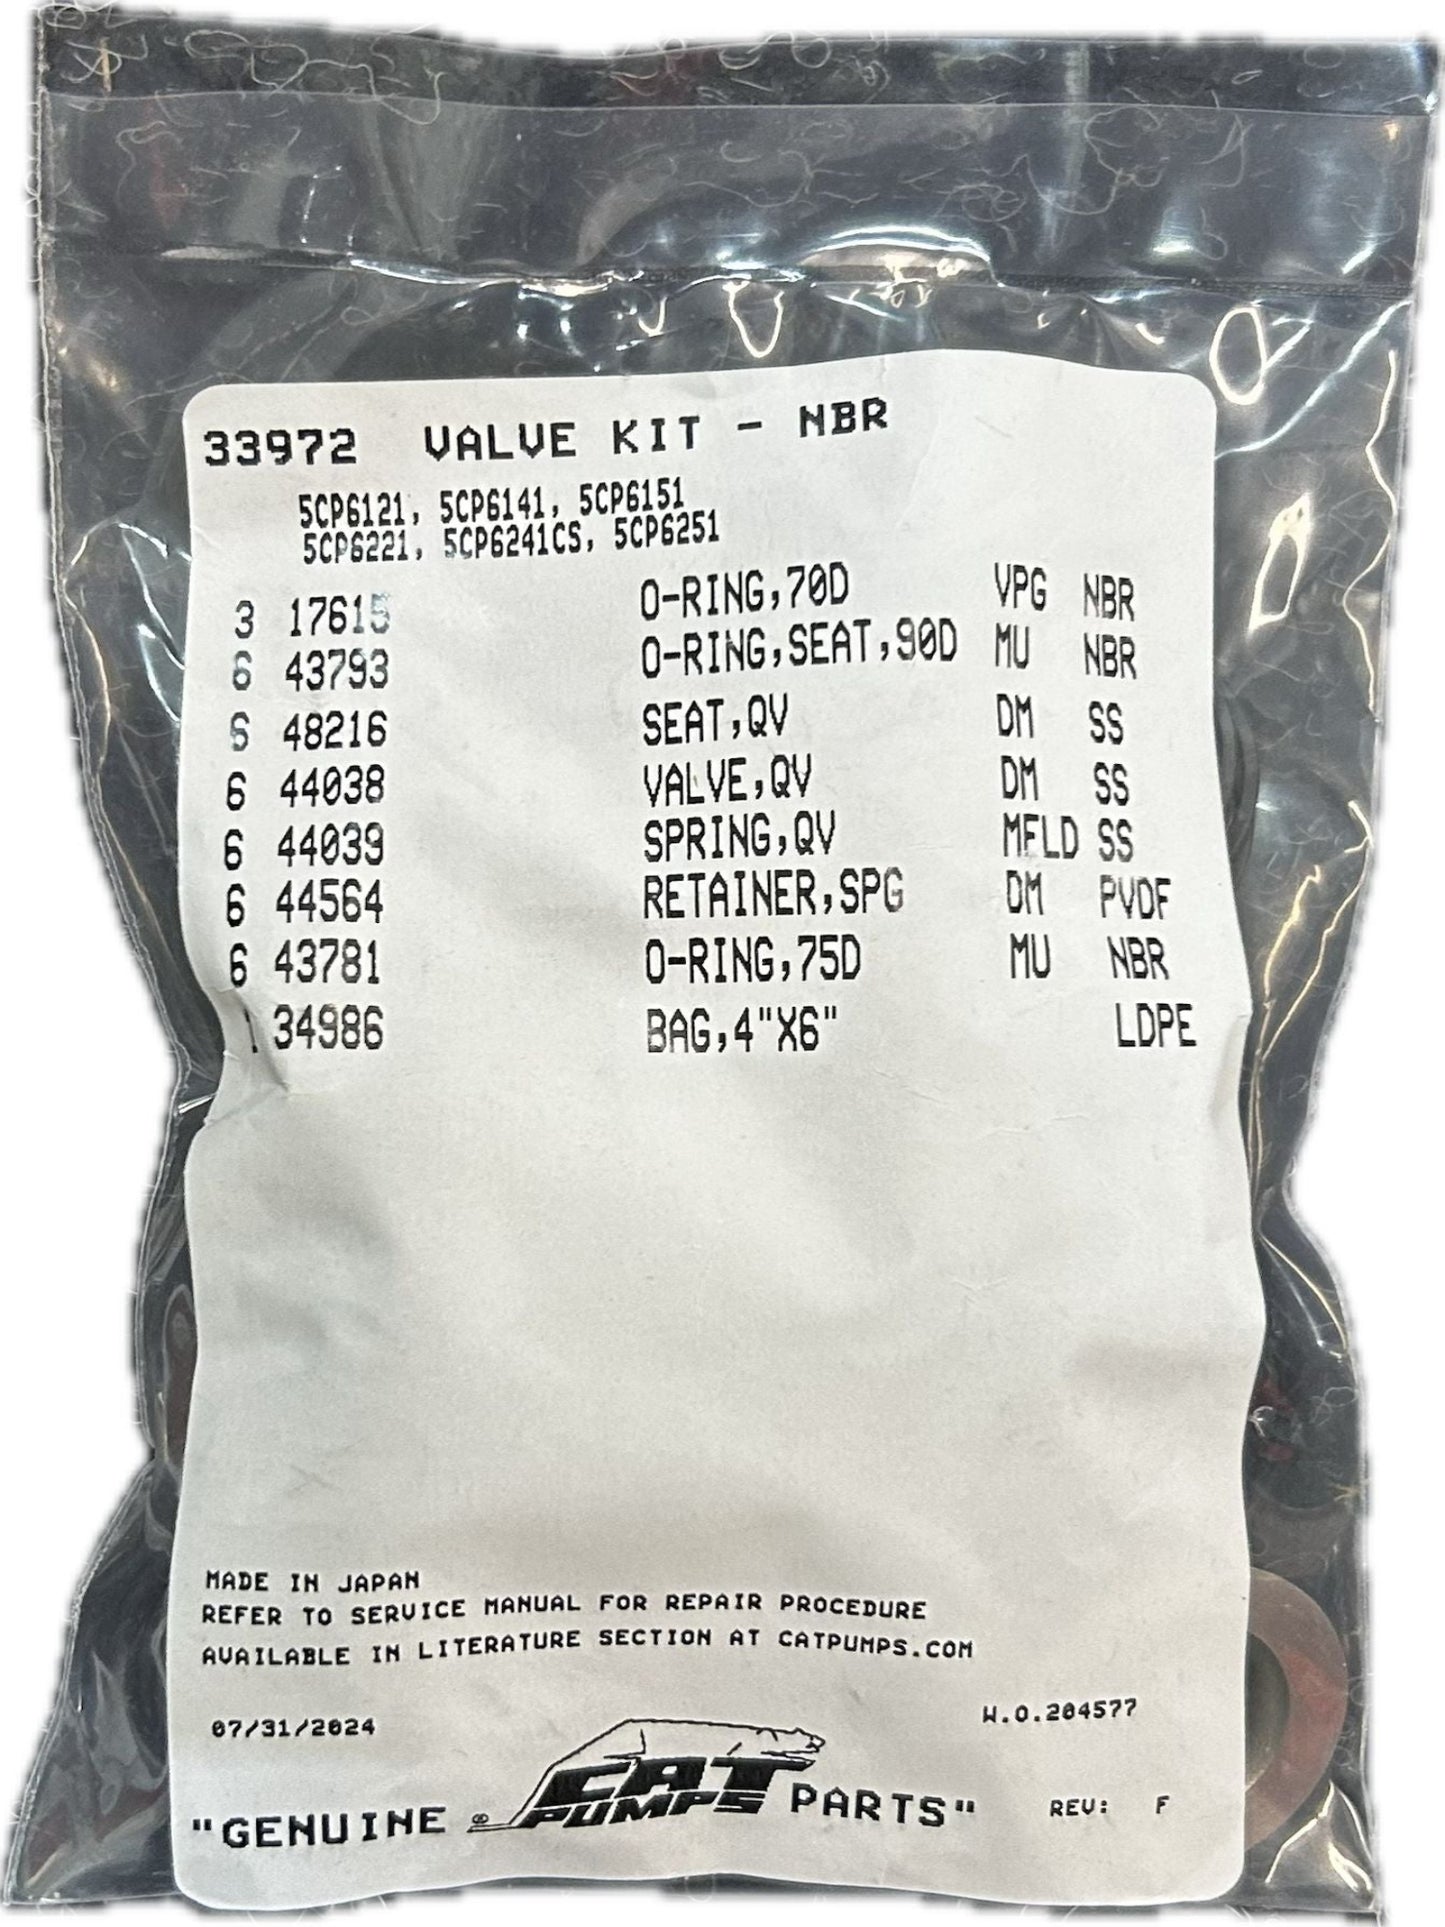 33972 VALVE KIT - NBR
5CP6121, 5CP6141, 5CP6151
5CP6221, 5CP6241CS, 5CP6251
3 17615 O-RING,70D VPG NBR
6 43793 O-RING,SEAT,90D MU NBR
6 48216 SEAT,QV DM SS
6 44038 VALVE,QV DM SS
6 44039 SPRING,QV MFLD SS
6 44564 RETAINER,SPG DM PVDF
6 43781 O-RING,75D MU NBR
1 34986 BAG,4"X6" LDPE
MADE IN JAPAN
REFER TO SERVICE MANUAL FOR REPAIR PROCEDURE
AVAILABLE IN LITERATURE SECTION AT CATPUMPS.COM
07/31/2024 W.O.204577
"GENUINE ® CAT PUMPS PARTS" REV: F